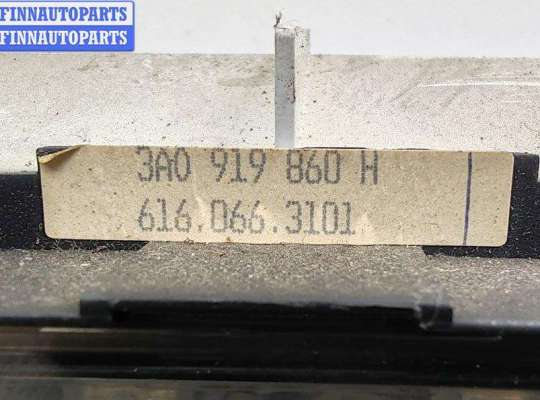 FINNAUTOPARTS
FINNAUTOPARTS
3A0 919 860 H
616.066.3101